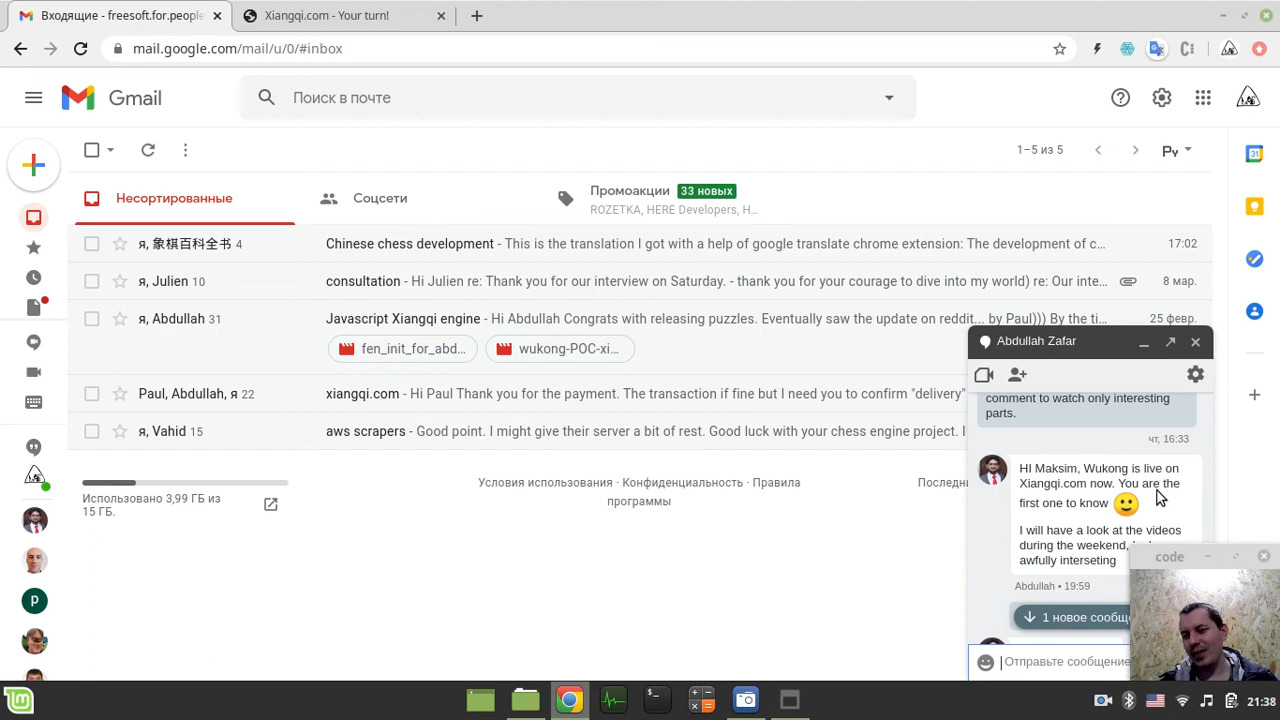 Входящие - freesoft.for.people
Xiangqi.com - Your turn!
mail.google.com/mail/u/0/#inbox
Gmail
Поиск в почте
1–5 из 5
Ру
Несортированные
Соцсети
Промоакции
33 новых
ROZETKA, HERE Developers, H...
я, 象棋百科全书 4
Chinese chess development - This is the translation I got with a help of google translate chrome extension: The development of c...
17:02
я, Julien 10
consultation - Hi Julien re: Thank you for our interview on Saturday. - thank you for your courage to dive into my world) re: Our inte...
8 мар.
я, Abdullah 31
Javascript Xiangqi engine - Hi Abdullah Congrats with releasing puzzles. Eventually saw the update on reddit... by Paul))) By the ti...
25 февр.
fen_init_for_abd...
wukong-POC-xi...
Paul, Abdullah, я 22
xiangqi.com - Hi Paul Thank you for the payment. The transaction if fine but I need you to confirm "delivery"
я, Vahid 15
aws scrapers - Good point. I might give their server a bit of rest. Good luck with your chess engine project. I
Использовано 3,99 ГБ из
15 ГБ.
Условия использования · Конфиденциальность · Правила
программы
Послед
Abdullah Zafar
comment to watch only interesting
parts.
чт, 16:33
HI Maksim, Wukong is live on
Xiangqi.com now. You are the
first one to know
I will have a look at the videos
during the weekend,
awfully interseting
Abdullah • 19:59
1 новое сообщ
Отправьте сообщение
code
p
31
21:38